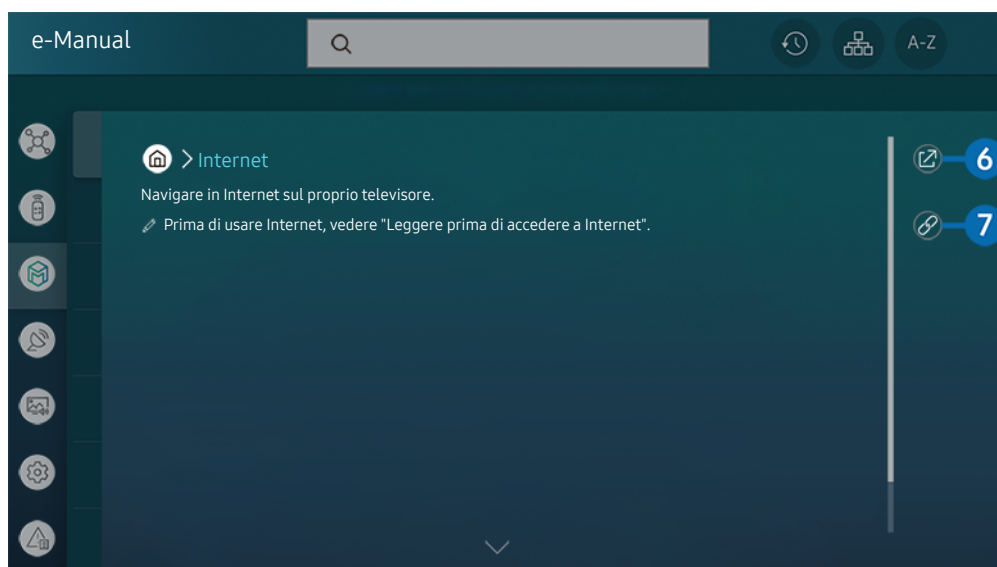 e-Manual
A-Z
Internet
6
Navigare in Internet sul proprio televisore.
Prima di usare Internet, vedere "Leggere prima di accedere a Internet".
7